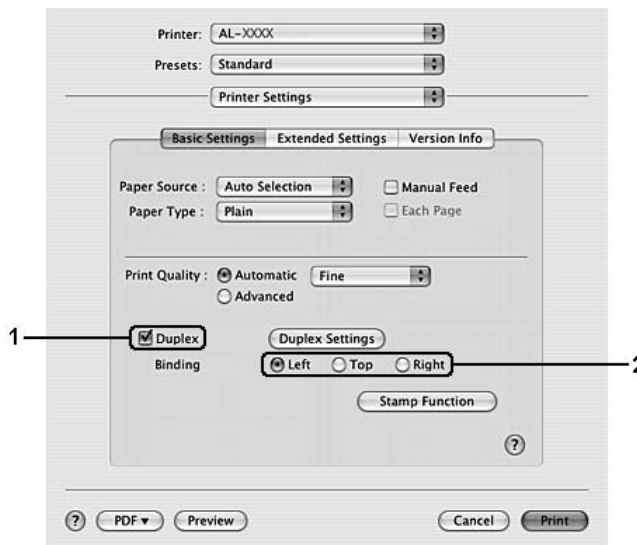 Printer: AL-XXXX
Presets: Standard
Printer Settings
Basic Settings Extended Settings Version Info
Paper Source : Auto Selection Manual Feed
Paper Type : Plain Each Page
Print Quality : Automatic Fine
Advanced
1 Duplex Duplex Settings
Binding Left Top Right 2
Stamp Function
?
? PDF ▼ Preview Cancel Print